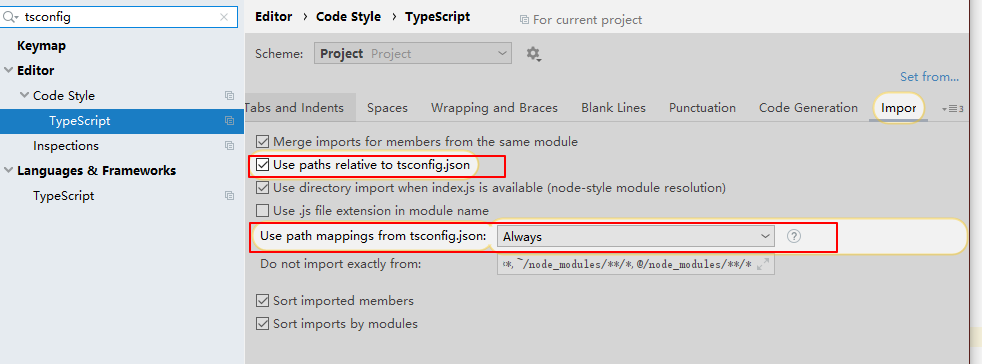 tsconfig
Keymap
Editor
Code Style
TypeScript
Inspections
Languages & Frameworks
TypeScript
Editor › Code Style › TypeScript
For current project
Scheme: Project Project
Set from...
Tabs and Indents Spaces Wrapping and Braces Blank Lines Punctuation Code Generation Impor
Merge imports for members from the same module
Use paths relative to tsconfig.json
Use directory import when index.js is available (node-style module resolution)
Use .js file extension in module name
Use path mappings from tsconfig.json: Always
Do not import exactly from: *,~/node_modules/**/*,@/node_modules/**/*
Sort imported members
Sort imports by modules